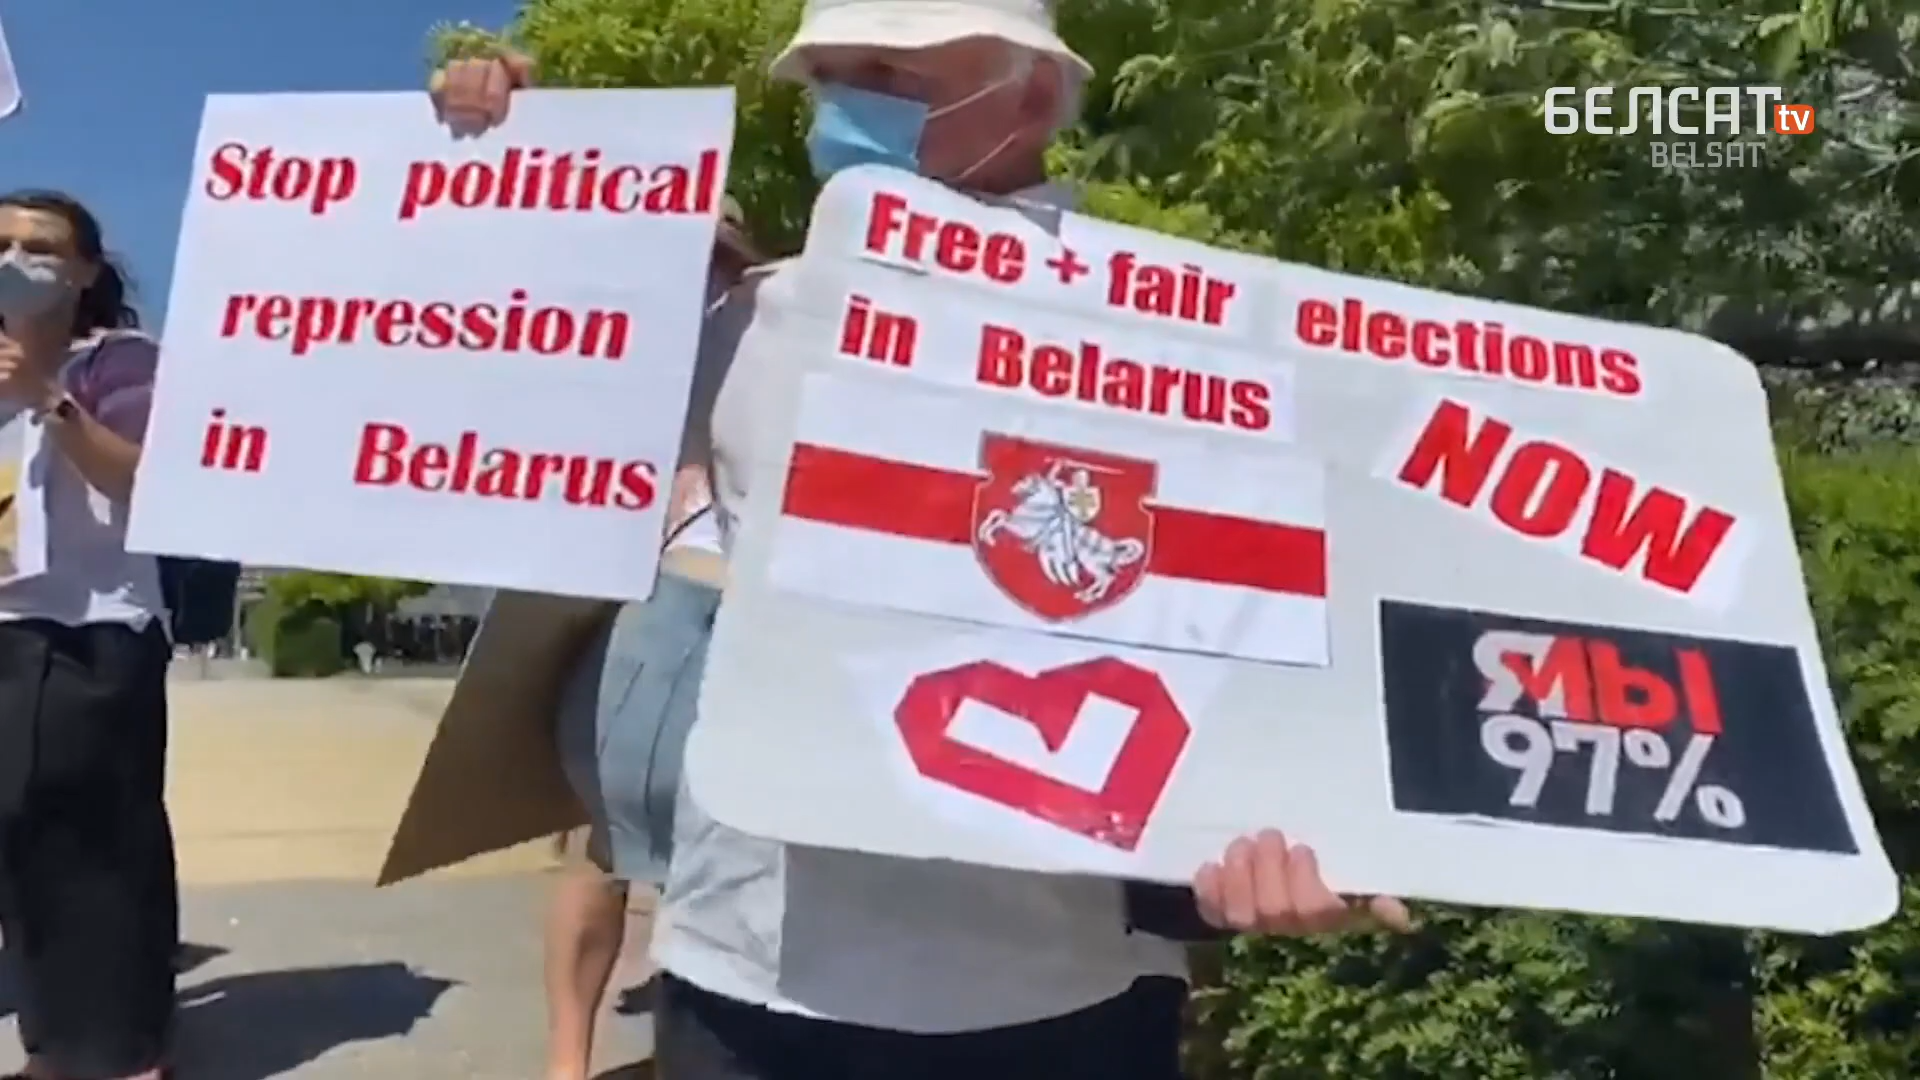 БЕЛСАТ tv
BELSAT
Stop political
repression
in Belarus
Free + fair elections
in Belarus
NOW
ЯМЫ
97%